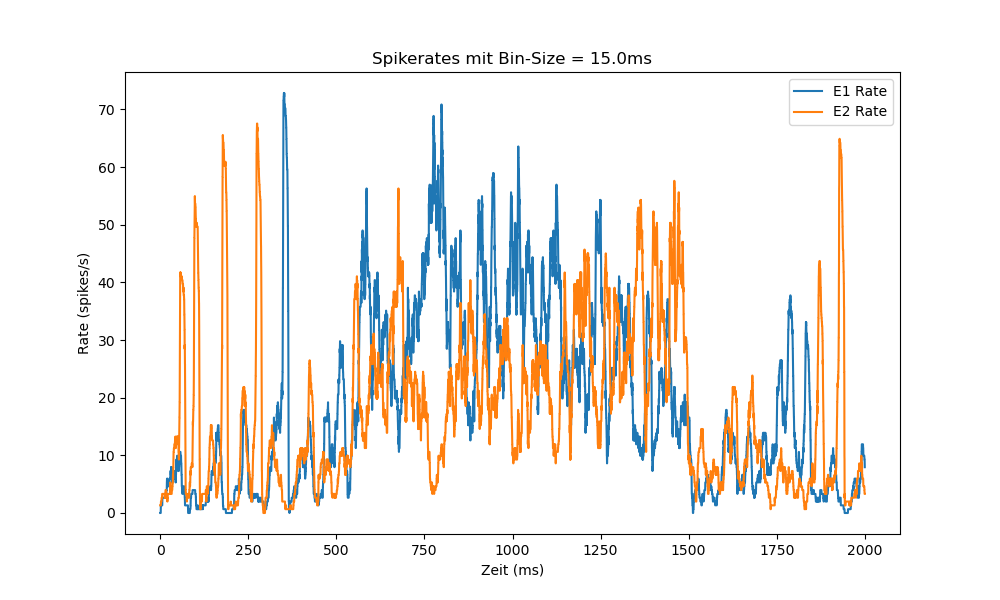 Spikerates mit Bin-Size = 15.0ms
E1 Rate
E2 Rate
Rate (spikes/s)
70
60
50
40
30
20
10
0
0 250 500 750 1000 1250 1500 1750 2000
Zeit (ms)